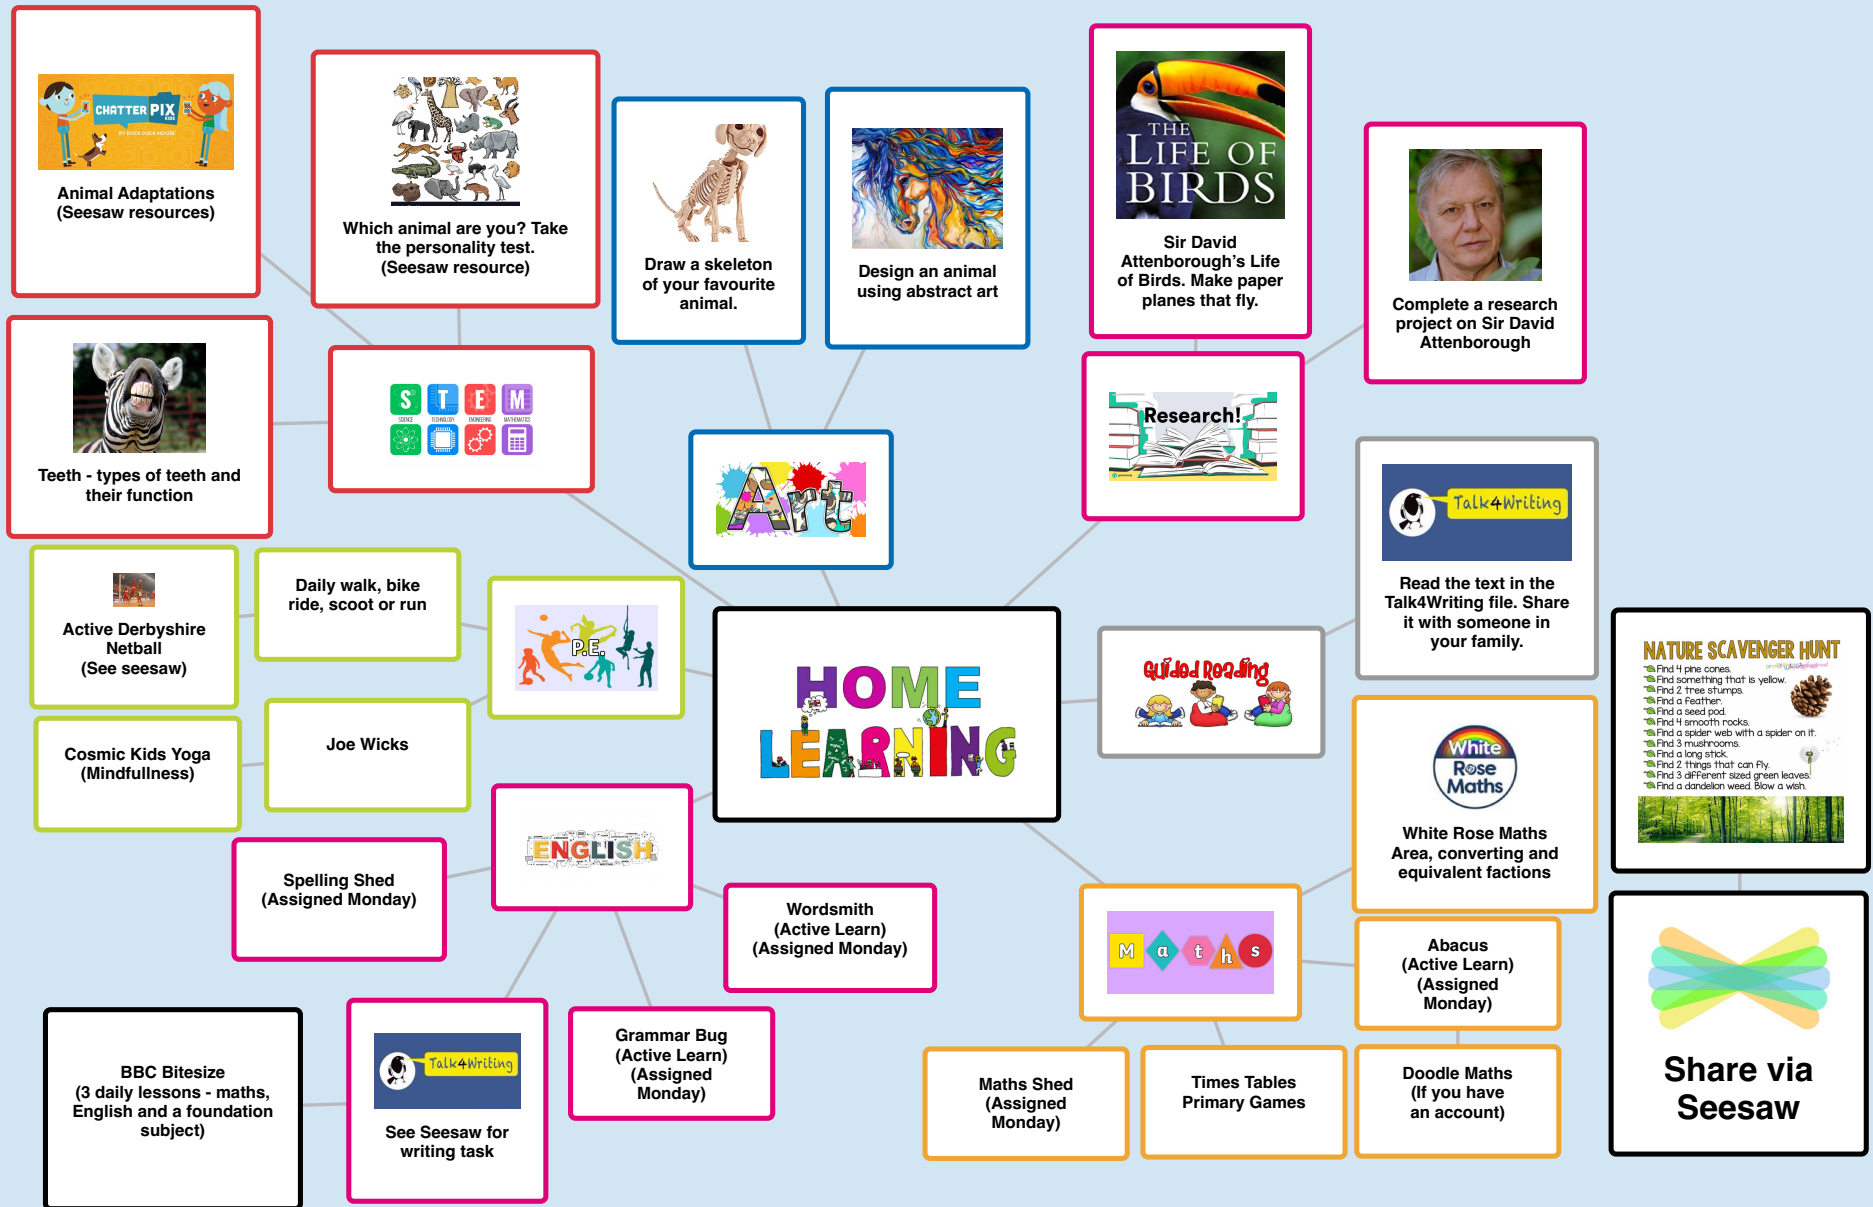 CHATTER PIX
KIDS
BY DUCK DUCK MOOSE
Animal Adaptations
(Seesaw resources)
Which animal are you? Take
the personality test.
(Seesaw resource)
Draw a skeleton
of your favourite
animal.
Design an animal
using abstract art
THE
LIFE OF
BIRDS
Sir David
Attenborough's Life
of Birds. Make paper
planes that fly.
Complete a research
project on Sir David
Attenborough
Teeth - types of teeth and
their function
S T E M
SCIENCE TECHNOLOGY ENGINEERING MATHEMATICS
Art
Research!
Talk4Writing
Read the text in the
Talk4Writing file. Share
it with someone in
your family.
Active Derbyshire
Netball
(See seesaw)
Daily walk, bike
ride, scoot or run
P.E.
Cosmic Kids Yoga
(Mindfullness)
Joe Wicks
HOME
LEARNING
Guided Reading
NATURE SCAVENGER HUNT
Find 4 pine cones.
Find something that is yellow.
Find 2 tree stumps.
Find a feather.
Find a seed pod.
Find 4 smooth rocks.
Find a spider web with a spider on it.
Find 3 mushrooms.
Find a long stick.
Find 2 things that can fly.
Find 3 different sized green leaves.
Find a dandelion weed. Blow a wish.
White
Rose
Maths
White Rose Maths
Area, converting and
equivalent factions
ENGLISH
Spelling Shed
(Assigned Monday)
Wordsmith
(Active Learn)
(Assigned Monday)
Maths
Abacus
(Active Learn)
(Assigned
Monday)
BBC Bitesize
(3 daily lessons - maths,
English and a foundation
subject)
Talk4Writing
See Seesaw for
writing task
Grammar Bug
(Active Learn)
(Assigned
Monday)
Maths Shed
(Assigned
Monday)
Times Tables
Primary Games
Doodle Maths
(If you have
an account)
Share via
Seesaw